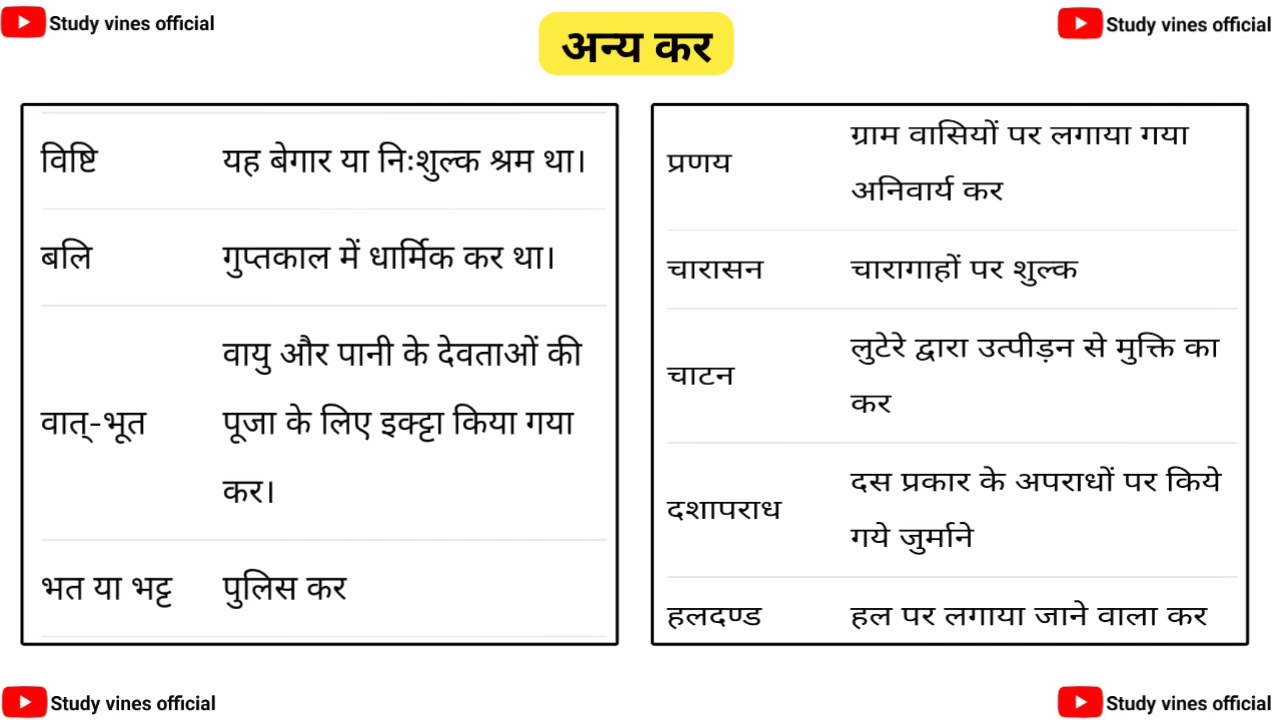 Study vines official
Study vines official
अन्य कर
विष्टि यह बेगार या निःशुल्क श्रम था।
बलि गुप्तकाल में धार्मिक कर था।
वायु और पानी के देवताओं की
वात्-भूत पूजा के लिए इक्ट्टा किया गया
कर।
भत या भट्ट पुलिस कर
ग्राम वासियों पर लगाया गया
प्रणय
अनिवार्य कर
चारासन चारागाहों पर शुल्क
लुटेरे द्वारा उत्पीड़न से मुक्ति का
चाटन
कर
दस प्रकार के अपराधों पर किये
दशापराध
गये जुर्माने
हलदण्ड हल पर लगाया जाने वाला कर
Study vines official
Study vines official